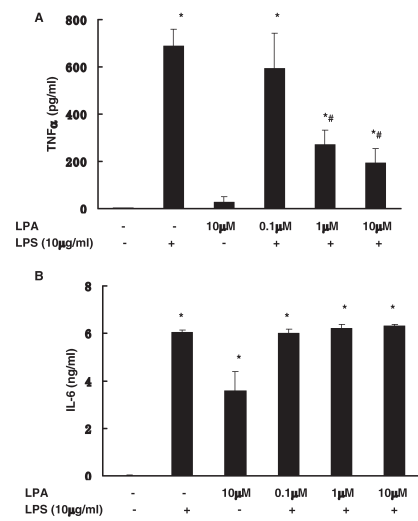 A
800
*
*
600
TNFα (pg/ml)
400
*#
*#
200
0
LPA - - 10μM 0.1μM 1μM 10μM
LPS (10μg/ml) - + - + + +
B
8
* * * *
6
*
IL-6 (ng/ml)
4
2
0
LPA - - 10μM 0.1μM 1μM 10μM
LPS (10μg/ml) - + - + + +